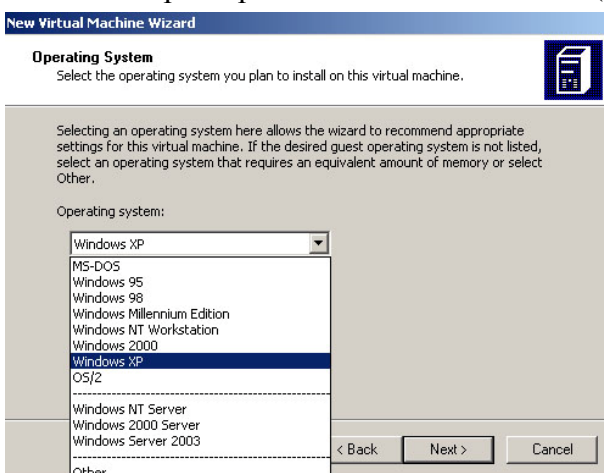 New Virtual Machine Wizard
Operating System
Select the operating system you plan to install on this virtual machine.
Selecting an operating system here allows the wizard to recommend appropriate
settings for this virtual machine. If the desired guest operating system is not listed,
select an operating system that requires an equivalent amount of memory or select
Other.
Operating system:
Windows XP
MS-DOS
Windows 95
Windows 98
Windows Millennium Edition
Windows NT Workstation
Windows 2000
Windows XP
OS/2
Windows NT Server
Windows 2000 Server
Windows Server 2003
Other
< Back Next > Cancel